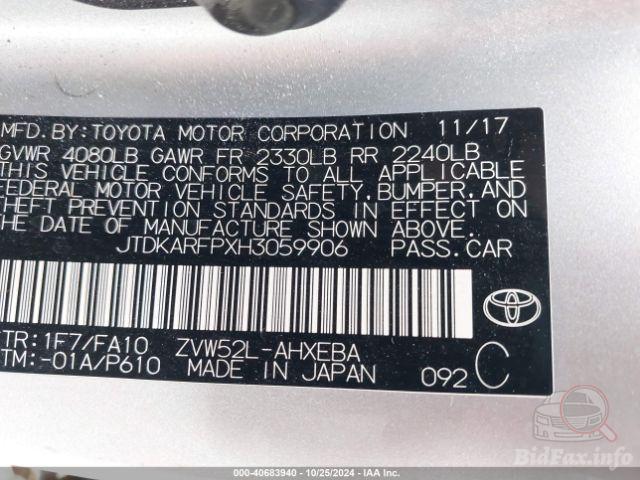 MFD. BY: TOYOTA MOTOR CORPORATION 11/17
GVWR 4080LB GAWR FR 2330LB RR 2240LB
THIS VEHICLE CONFORMS TO ALL APPLICABLE
FEDERAL MOTOR VEHICLE SAFETY, BUMPER, AND
THEFT PREVENTION STANDARDS IN EFFECT ON
THE DATE OF MANUFACTURE SHOWN ABOVE.
JTDKARFPXH3059906 PASS. CAR
TR: 1F7/FA10 ZVW52L-AHXEBA
TM: -01A/P610 MADE IN JAPAN 092 C
BidFax.info
000-40683940 - 10/25/2024 - IAA Inc.